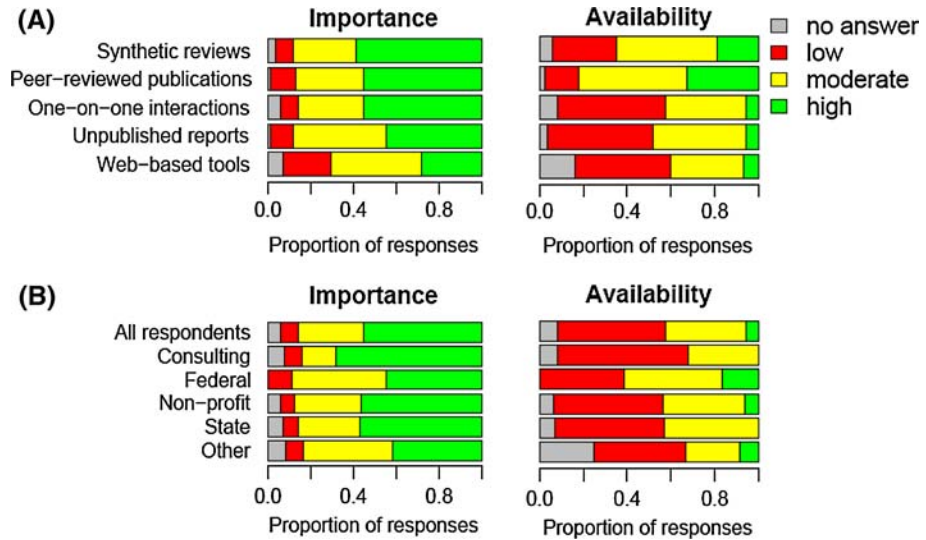 (A)
Importance
Availability
no answer
low
moderate
high
Synthetic reviews
Peer-reviewed publications
One-on-one interactions
Unpublished reports
Web-based tools
0.0 0.4 0.8
0.0 0.4 0.8
Proportion of responses
Proportion of responses
(B)
Importance
Availability
All respondents
Consulting
Federal
Non-profit
State
Other
0.0 0.4 0.8
0.0 0.4 0.8
Proportion of responses
Proportion of responses